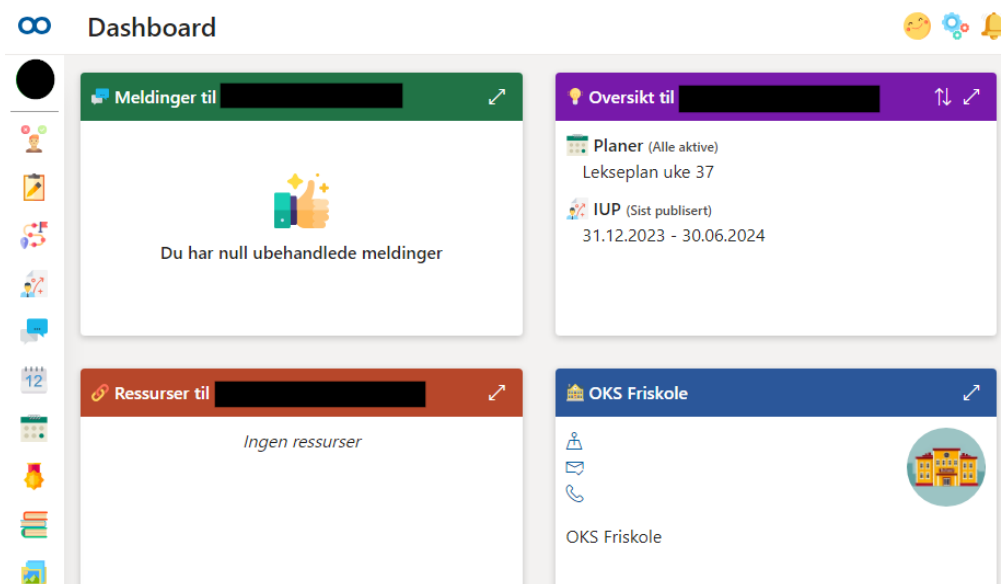 Dashboard
Meldinger til
Du har null ubehandlede meldinger
Oversikt til
Planer (Alle aktive)
Lekseplan uke 37
IUP (Sist publisert)
31.12.2023 - 30.06.2024
12
Ressurser til
Ingen ressurser
OKS Friskole
OKS Friskole